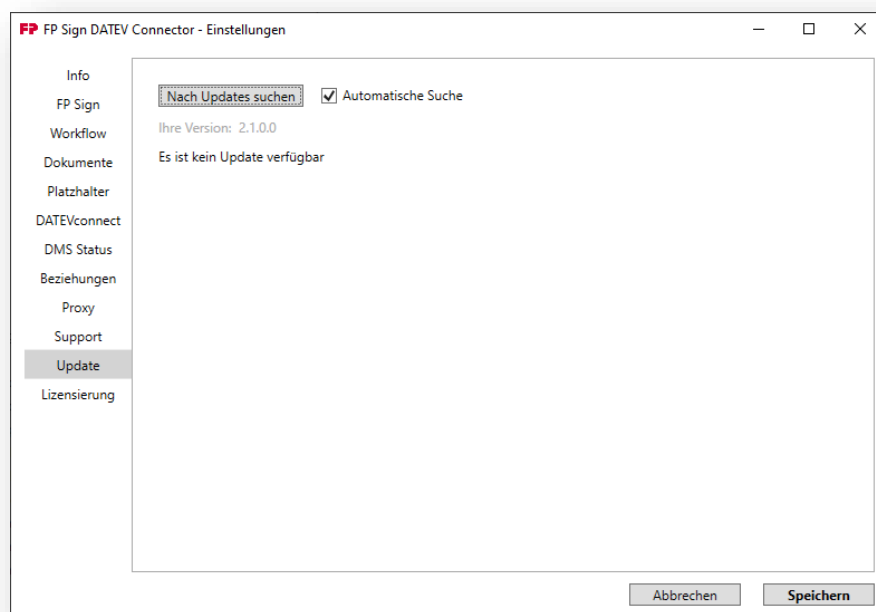 FP FP Sign DATEV Connector - Einstellungen
Info
FP Sign
Workflow
Dokumente
Platzhalter
DATEVconnect
DMS Status
Beziehungen
Proxy
Support
Update
Lizensierung
Nach Updates suchen Automatische Suche
Ihre Version: 2.1.0.0
Es ist kein Update verfügbar
Abbrechen Speichern